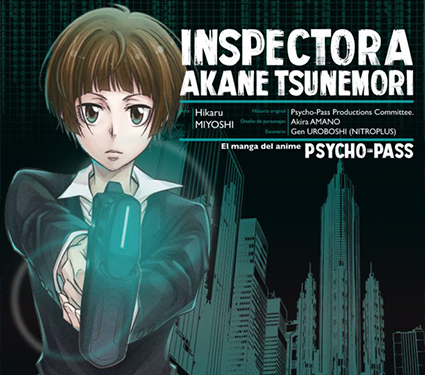 INSPECTORA
AKANE TSUNEMORI
Hikaru
MIYOSHI
Historia original
Psycho-Pass Productions Committee.
Diseño de personajes
Akira AMANO
Escenario
Gen UROBOSHI (NITROPLUS)
El manga del anime PSYCHO-PASS